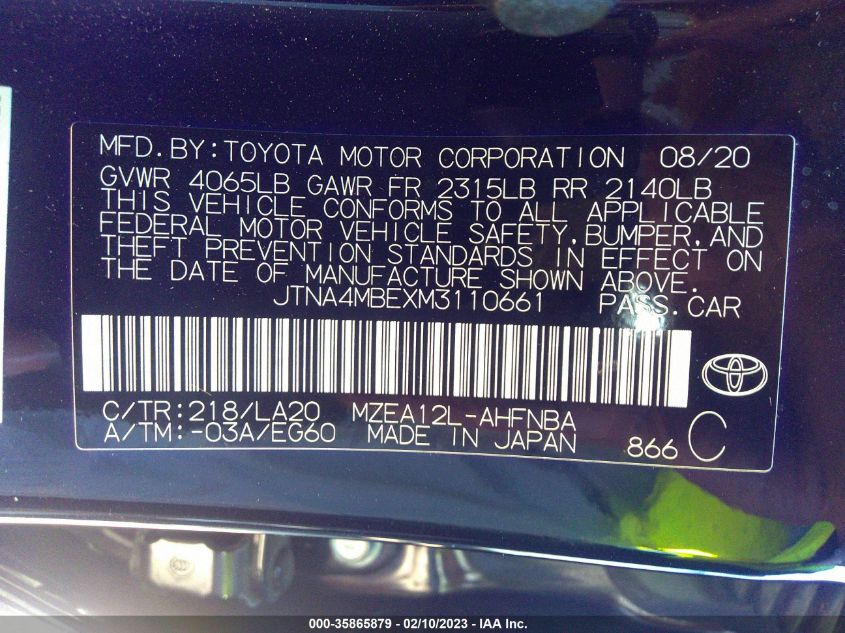 MFD.BY:TOYOTA MOTOR CORPORATION 08/20
GVWR 4065LB GAWR FR 2315LB RR 2140LB
THIS VEHICLE CONFORMS TO ALL APPLICABLE
FEDERAL MOTOR VEHICLE SAFETY,BUMPER,AND
THEFT PREVENTION STANDARDS IN EFFECT ON
THE DATE OF MANUFACTURE SHOWN ABOVE.
JTNA4MBEXM3110661 PASS.CAR
C/TR:218/LA20 MZEA12L-AHFNBA
A/TM:-03A/EG60 MADE IN JAPAN 866 C
000-35865879 - 02/10/2023 - IAA Inc.